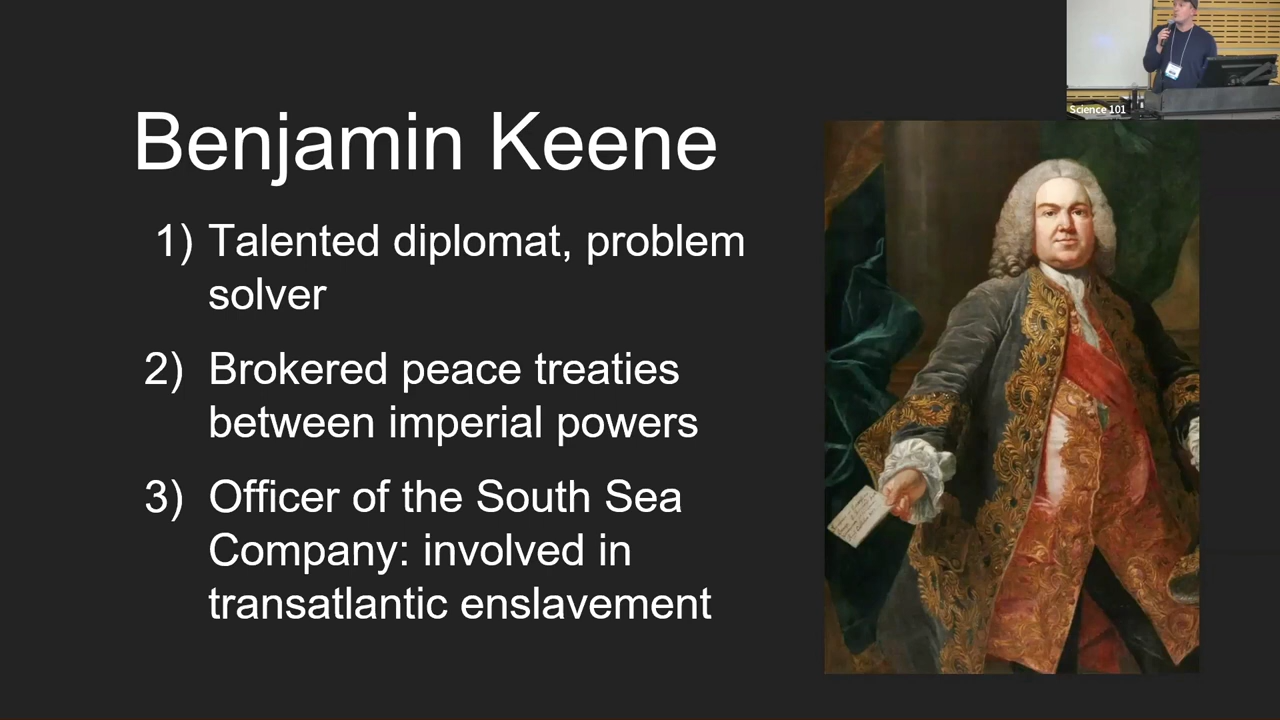 Science 101
Benjamin Keene
1) Talented diplomat, problem
solver
2) Brokered peace treaties
between imperial powers
3) Officer of the South Sea
Company: involved in
transatlantic enslavement